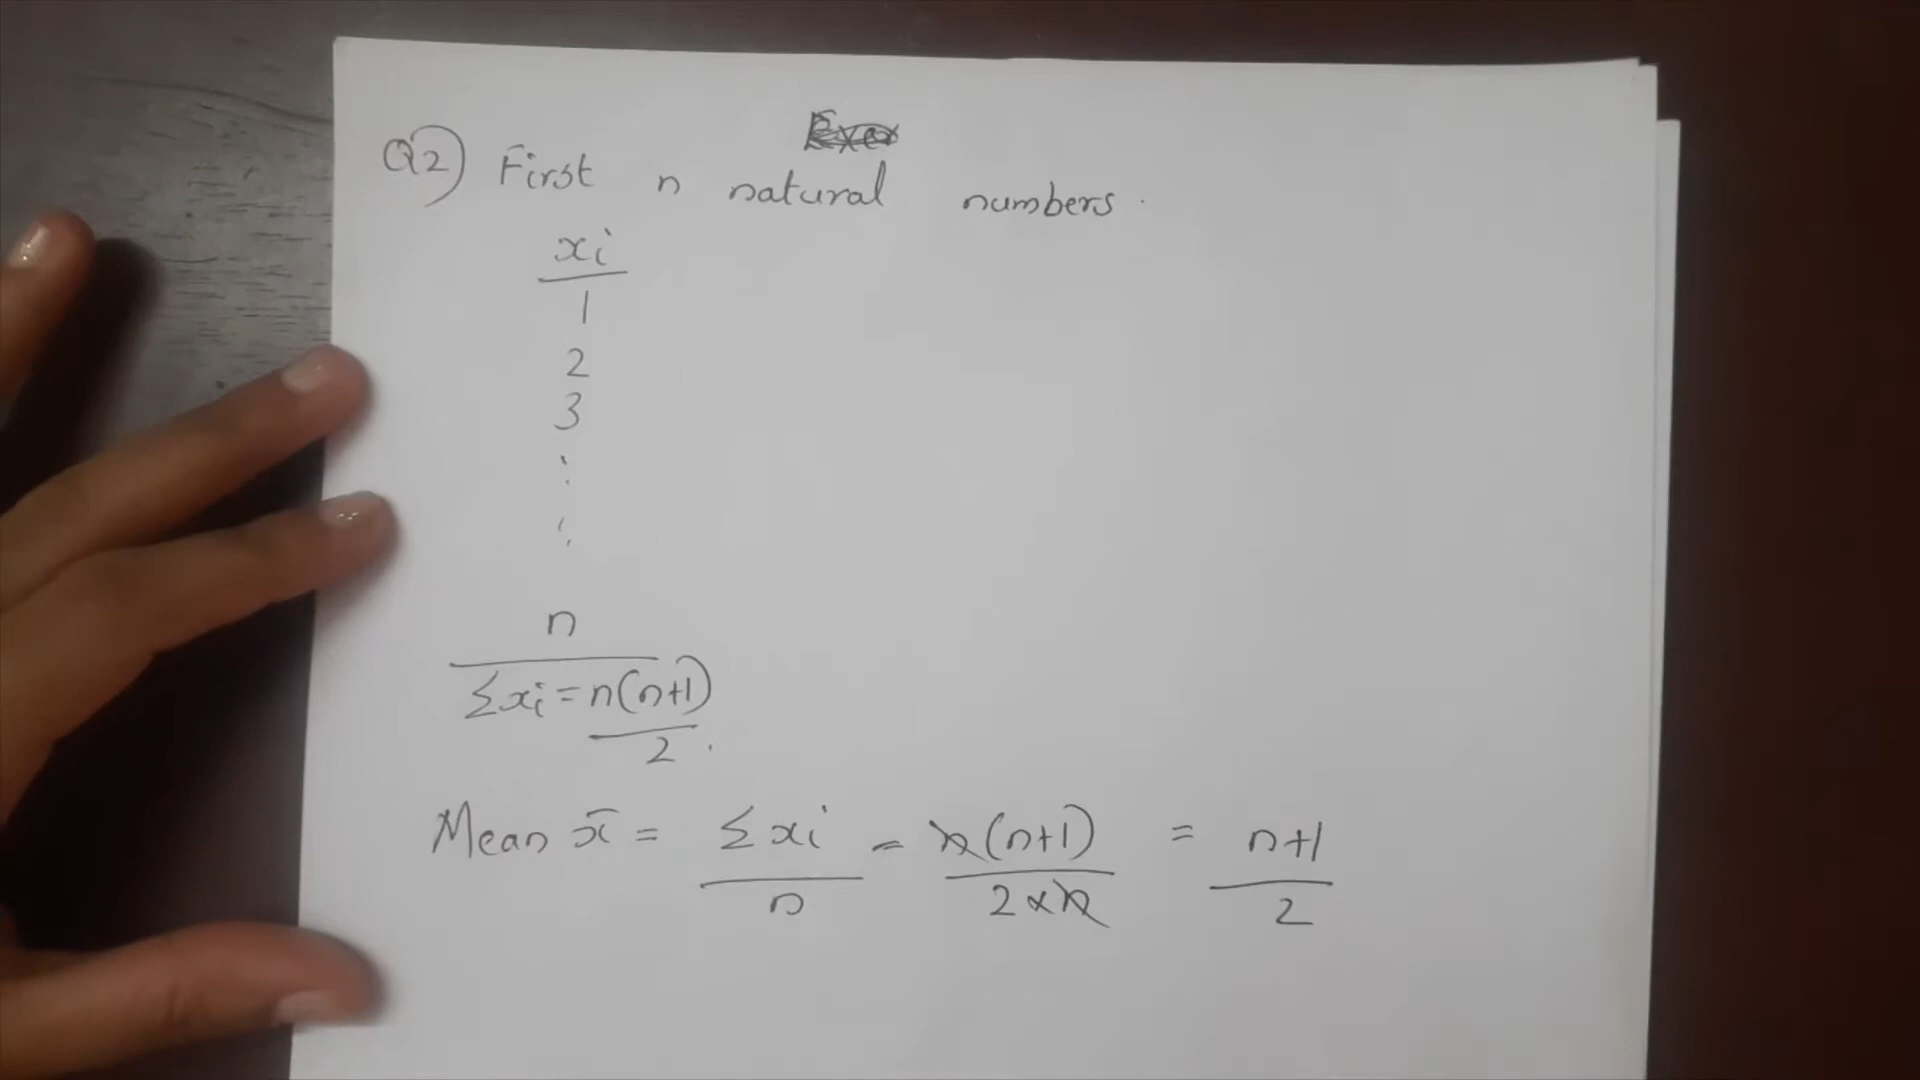 Q2) First n natural numbers.
xi
1
2
3
:
:
n
Σxi = n(n+1)
2.
Mean x̄ = Σxi = n(n+1) = n+1
n 2×n 2